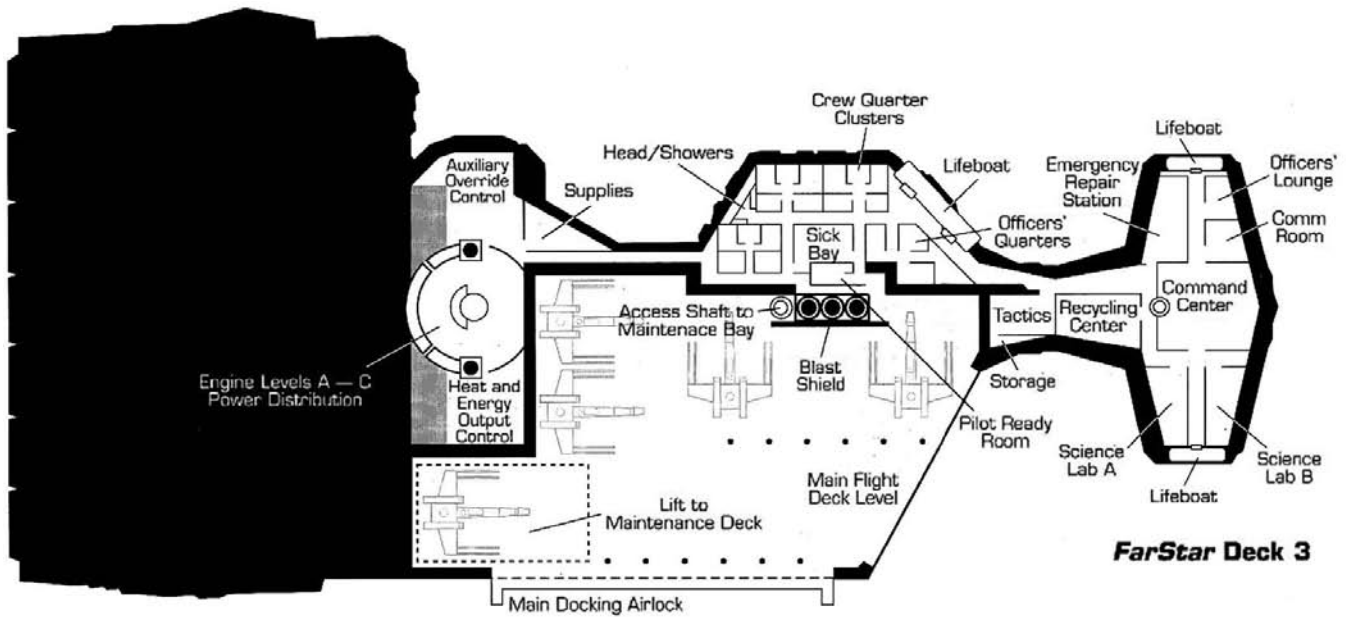 Crew Quarter
Clusters
Lifeboat
Head/Showers
Lifeboat
Emergency
Repair
Station
Officers'
Lounge
Auxiliary
Override
Control
Supplies
Officers'
Quarters
Comm
Room
Sick
Bay
Access Shaft to
Maintenace Bay
Tactics
Recycling
Center
Command
Center
Engine Levels A — C
Power Distribution
Heat and
Energy
Output
Control
Blast
Shield
Storage
Pilot Ready
Room
Science
Lab A
Science
Lab B
Lifeboat
Main Flight
Deck Level
Lift to
Maintenance Deck
FarStar Deck 3
Main Docking Airlock